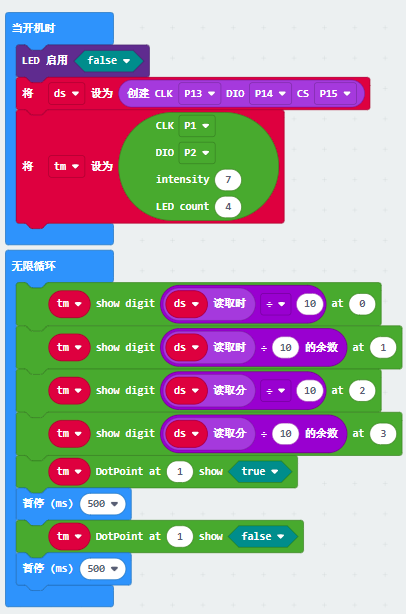 当开机时
LED 启用 false
将 ds 设为 创建 CLK P13 DIO P14 CS P15
CLK P1
DIO P2
将 tm 设为
intensity 7
LED count 4
无限循环
tm show digit ds 读取时 ÷ 10 at 0
tm show digit ds 读取时 ÷ 10 的余数 at 1
tm show digit ds 读取分 ÷ 10 at 2
tm show digit ds 读取分 ÷ 10 的余数 at 3
tm DotPoint at 1 show true
暂停 (ms) 500
tm DotPoint at 1 show false
暂停 (ms) 500